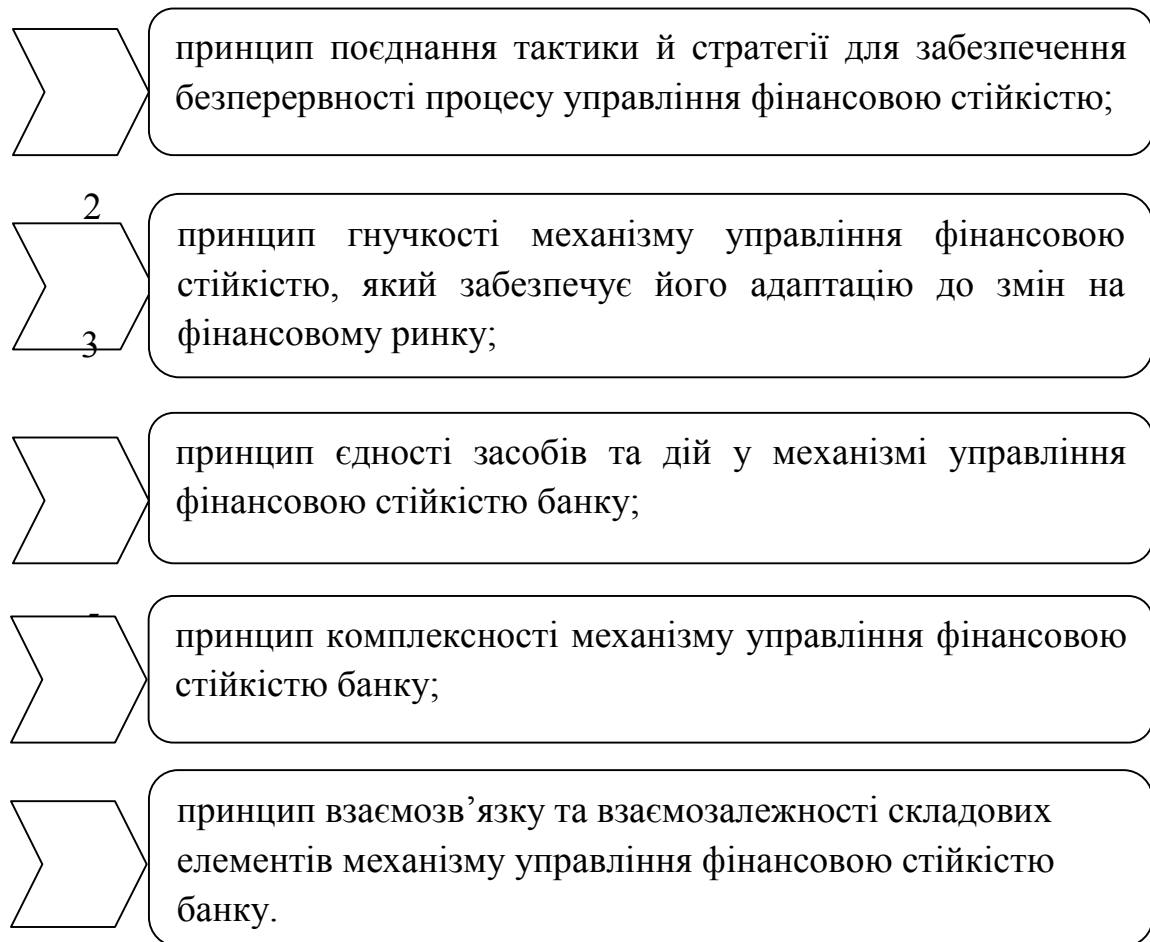 принцип поєднання тактики й стратегії для забезпечення
безперервності процесу управління фінансовою стійкістю;
2
принцип гнучкості механізму управління фінансовою
стійкістю, який забезпечує його адаптацію до змін на
фінансовому ринку;
3
принцип єдності засобів та дій у механізмі управління
фінансовою стійкістю банку;
принцип комплексності механізму управління фінансовою
стійкістю банку;
принцип взаємозв’язку та взаємозалежності складових
елементів механізму управління фінансовою стійкістю
банку.